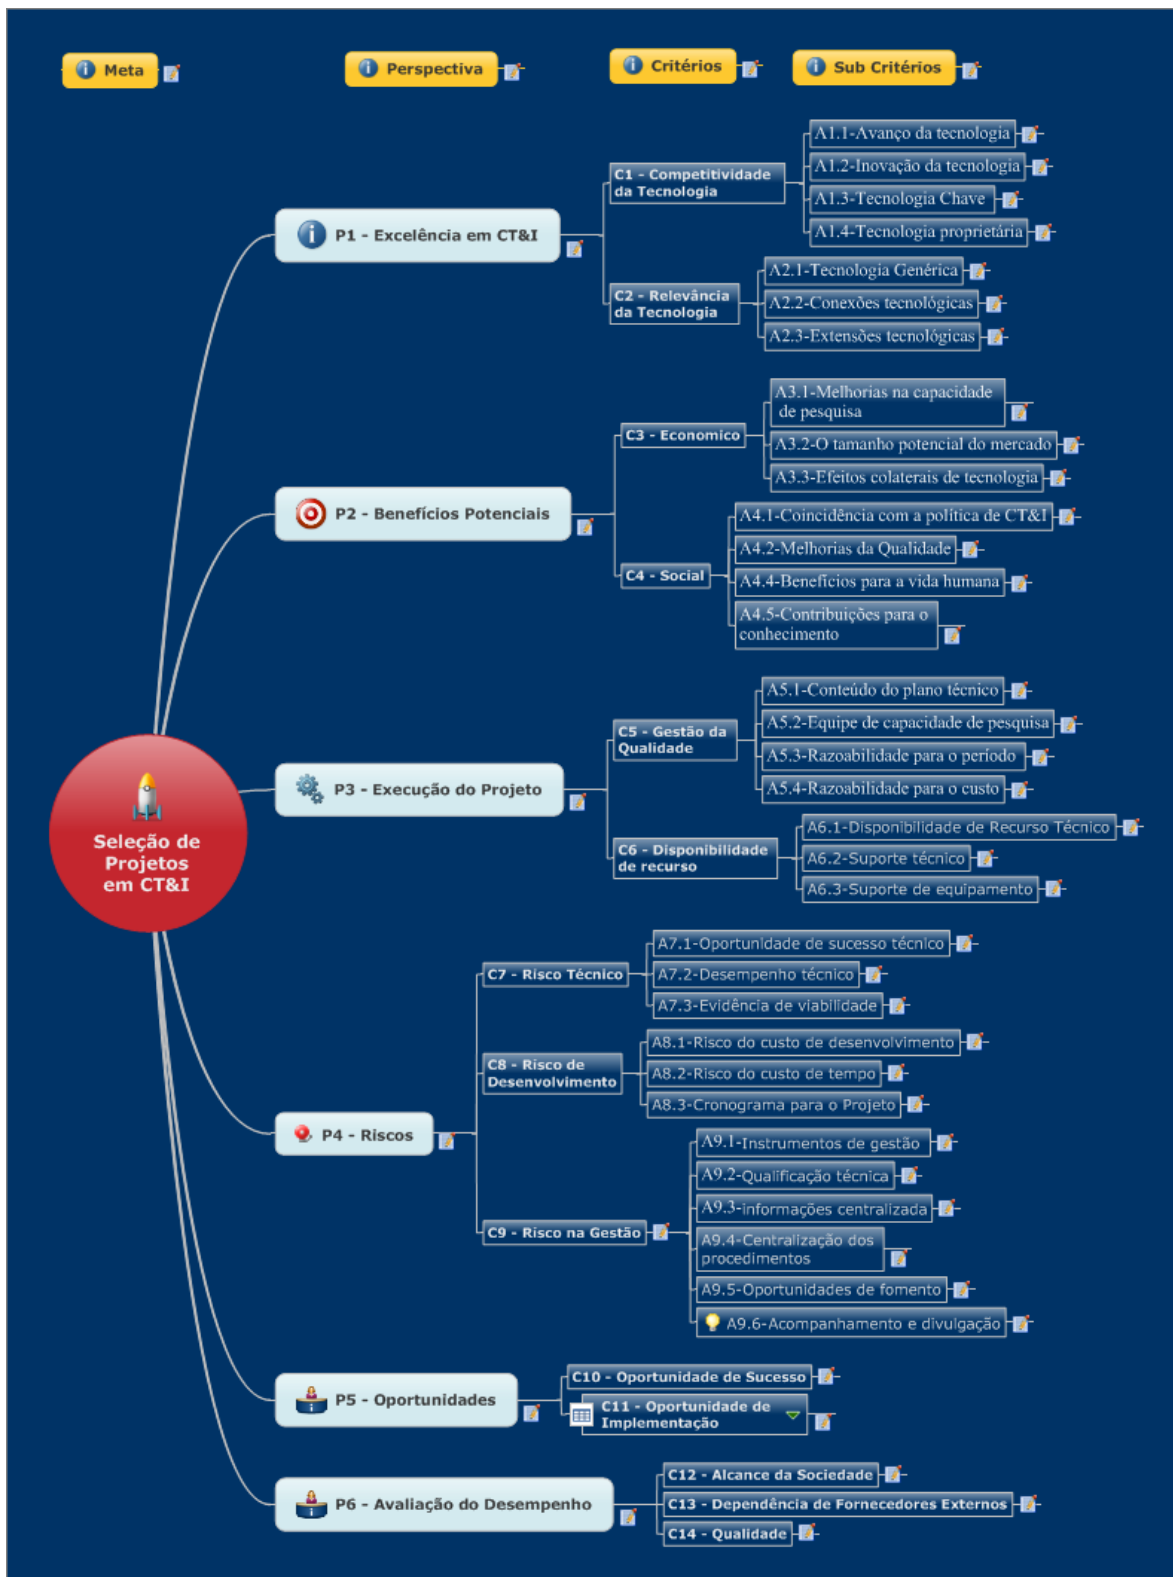 Meta
Perspectiva
Critérios
Sub Critérios
P1 - Excelência em CT&I
C1 - Competitividade
da Tecnologia
A1.1-Avanço da tecnologia
A1.2-Inovação da tecnologia
A1.3-Tecnologia Chave
A1.4-Tecnologia proprietária
C2 - Relevância
da Tecnologia
A2.1-Tecnologia Genérica
A2.2-Conexões tecnológicas
A2.3-Extensões tecnológicas
P2 - Benefícios Potenciais
C3 - Economico
A3.1-Melhorias na capacidade
de pesquisa
A3.2-O tamanho potencial do mercado
A3.3-Efeitos colaterais de tecnologia
C4 - Social
A4.1-Coincidência com a política de CT&I
A4.2-Melhorias da Qualidade
A4.4-Benefícios para a vida humana
A4.5-Contribuições para o
conhecimento
Seleção de
Projetos
em CT&I
P3 - Execução do Projeto
C5 - Gestão da
Qualidade
A5.1-Conteúdo do plano técnico
A5.2-Equipe de capacidade de pesquisa
A5.3-Razoabilidade para o período
A5.4-Razoabilidade para o custo
C6 - Disponibilidade
de recurso
A6.1-Disponibilidade de Recurso Técnico
A6.2-Suporte técnico
A6.3-Suporte de equipamento
P4 - Riscos
C7 - Risco Técnico
A7.1-Oportunidade de sucesso técnico
A7.2-Desempenho técnico
A7.3-Evidência de viabilidade
C8 - Risco de
Desenvolvimento
A8.1-Risco do custo de desenvolvimento
A8.2-Risco do custo de tempo
A8.3-Cronograma para o Projeto
C9 - Risco na Gestão
A9.1-Instrumentos de gestão
A9.2-Qualificação técnica
A9.3-informações centralizada
A9.4-Centralização dos
procedimentos
A9.5-Oportunidades de fomento
A9.6-Acompanhamento e divulgação
P5 - Oportunidades
C10 - Oportunidade de Sucesso
C11 - Oportunidade de
Implementação
P6 - Avaliação do Desempenho
C12 - Alcance da Sociedade
C13 - Dependência de Fornecedores Externos
C14 - Qualidade